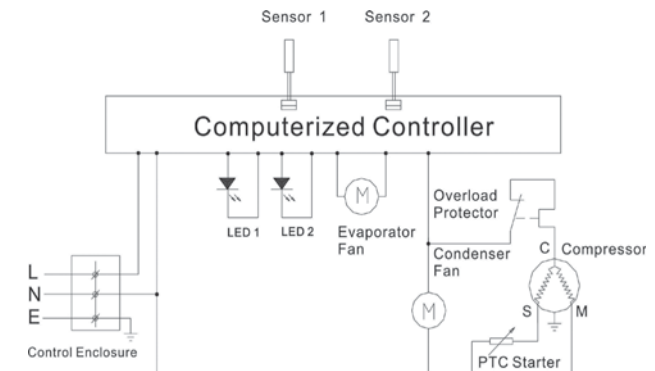 Sensor 1
Sensor 2
Computerized Controller
LED 1
LED 2
M
Evaporator
Fan
Overload
Protector
Condenser
Fan
C
Compressor
L
N
E
Control Enclosure
M
S
M
PTC Starter